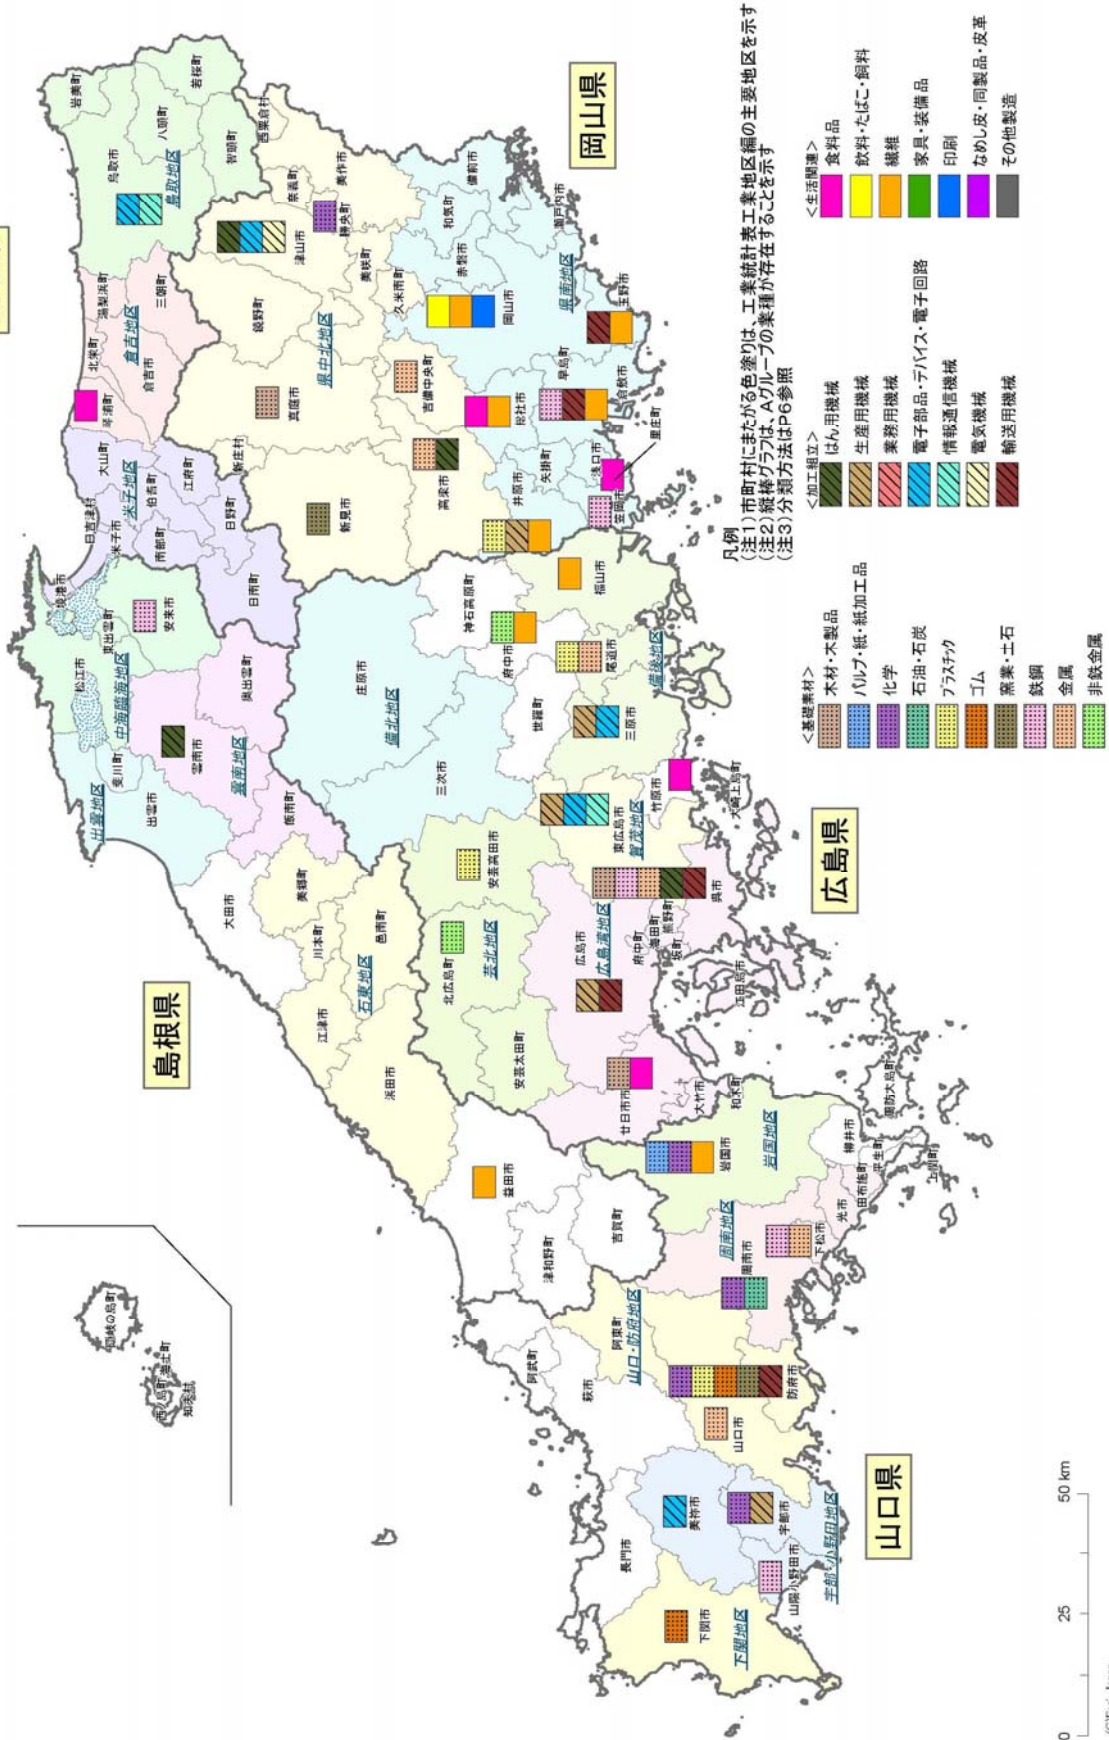 島根県
岡山県
広島県
山口県
隠岐の島町
西ノ島町
海士町
知夫村
岩美町
鳥取市
八頭町
若桜町
智頭町
鳥取地区
湯梨浜町
三朝町
北栄町
倉吉地区
倉吉市
琴浦町
大山町
米子地区
日吉津村
米子市
伯耆町
江府町
南部町
日野町
日南町
境港市
松江市
東出雲町
安来市
中海臨海地区
斐川町
出雲地区
出雲市
雲南市
雲南地区
奥出雲町
飯南町
大田市
美郷町
川本町
邑南町
石東地区
江津市
浜田市
益田市
津和野町
吉賀町
西粟倉村
奈義町
美作市
勝央町
津山市
鏡野町
美咲町
久米南町
県中北地区
真庭市
新庄村
新見市
吉備中央町
高梁市
備前市
和気町
赤磐市
瀬戸内市
岡山市
県南地区
玉野市
早島町
倉敷市
総社市
矢掛町
井原市
浅口市
里庄町
笠岡市
神石高原町
福山市
府中市
尾道市
備後地区
世羅町
三原市
庄原市
備北地区
三次市
竹原市
大崎上島町
東広島市
賀茂地区
安芸高田市
北広島町
芸北地区
安芸太田町
呉市
熊野町
海田町
府中町
坂町
広島市
広島湾地区
江田島市
廿日市市
大竹市
和木町
岩国市
岩国地区
周防大島町
柳井市
平生町
上関町
田布施町
光市
下松市
周南地区
周南市
阿東町
山口・防府地区
防府市
山口市
阿武町
萩市
長門市
美祢市
宇部市
山陽小野田市
宇部・小野田地区
下関市
下関地区
凡例
(注1)市町村にまたがる色塗りは、工業統計表工業地区編の主要地区を示す
(注2)縦棒グラフは、Aグループの業種が存在することを示す
(注3)分類方法はP6参照
<基礎素材>
木材・木製品
パルプ・紙・紙加工品
化学
石油・石炭
プラスチック
ゴム
窯業・土石
鉄鋼
金属
非鉄金属
<加工組立>
はん用機械
生産用機械
業務用機械
電子部品・デバイス・電子回路
情報通信機械
電気機械
輸送用機械
<生活関連>
食料品
飲料・たばこ・飼料
繊維
家具・装備品
印刷
なめし皮・同製品・皮革
その他製造
0 25 50 km